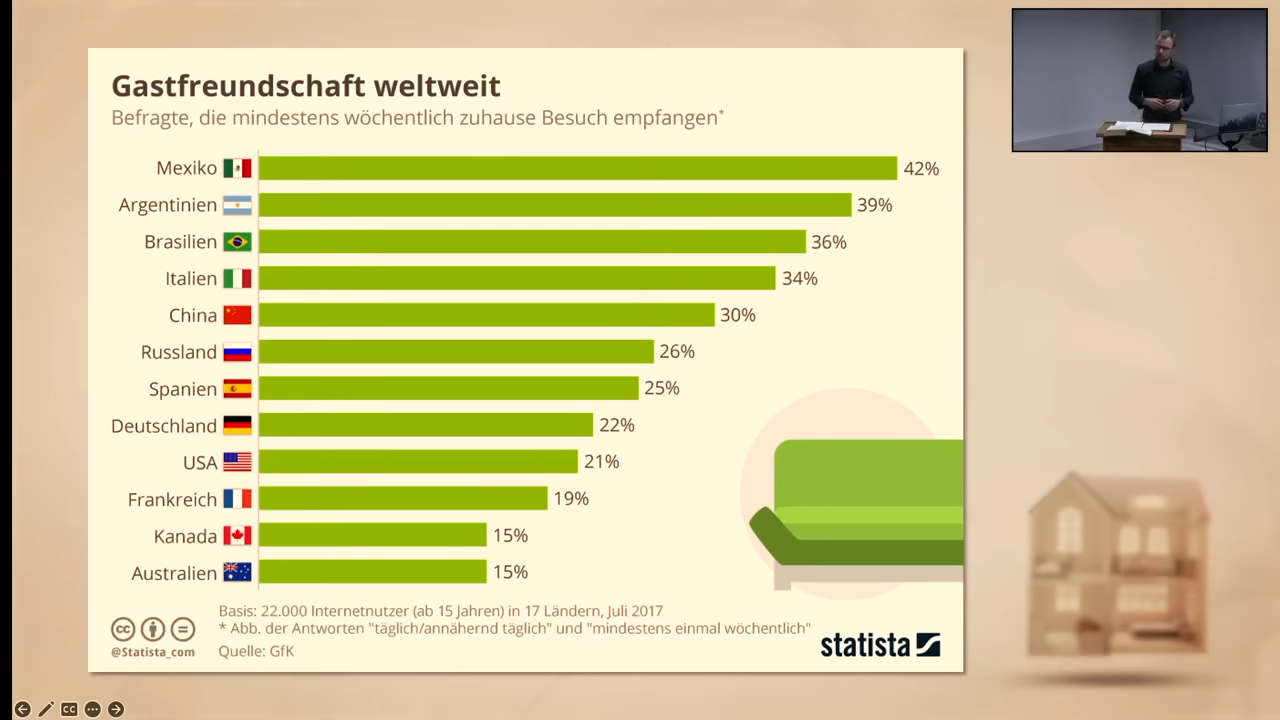 Gastfreundschaft weltweit
Befragte, die mindestens wöchentlich zuhause Besuch empfangen*
Mexiko 42%
Argentinien 39%
Brasilien 36%
Italien 34%
China 30%
Russland 26%
Spanien 25%
Deutschland 22%
USA 21%
Frankreich 19%
Kanada 15%
Australien 15%
Basis: 22.000 Internetnutzer (ab 15 Jahren) in 17 Ländern, Juli 2017
* Abb. der Antworten "täglich/annähernd täglich" und "mindestens einmal wöchentlich"
Quelle: GfK
cc
@Statista_com
statista
CC